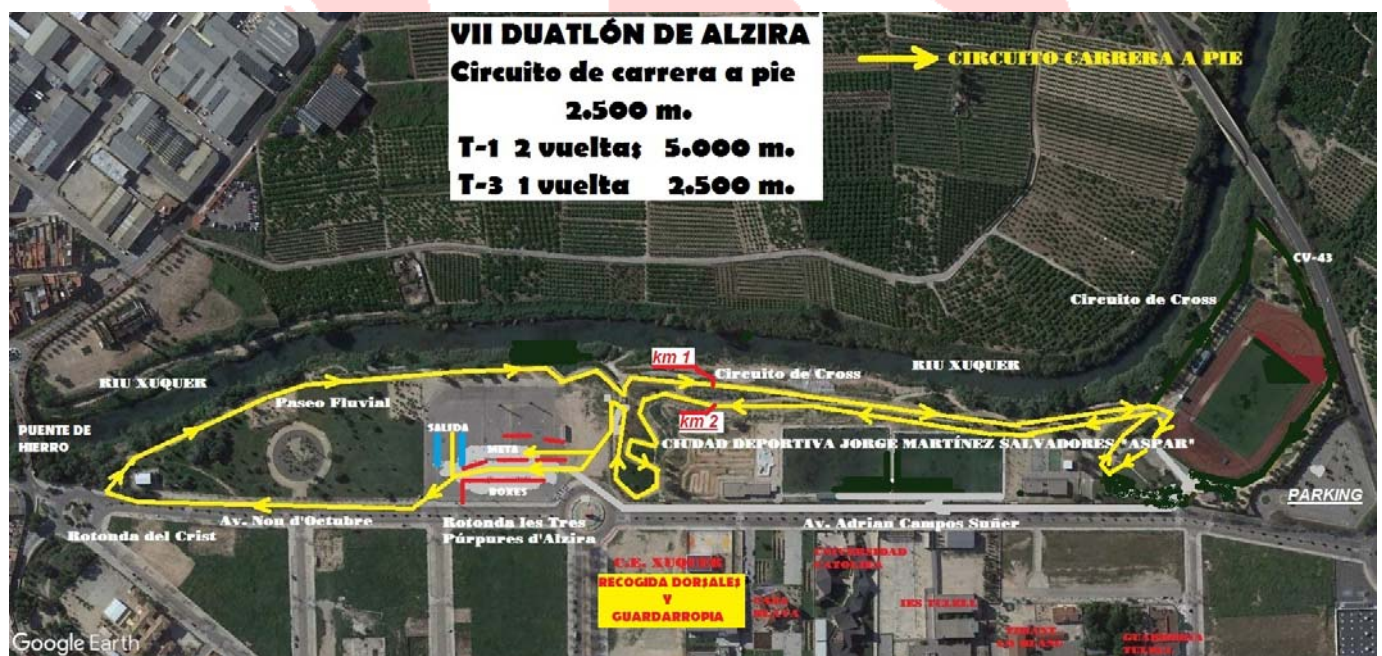 VII DUATLÓN DE ALZIRA
Circuito de carrera a pie
2.500 m.
T-1 2 vueltas 5.000 m.
T-3 1 vuelta 2.500 m.
CIRCUITO CARRERA A PIE
CV-43
Circuito de Cross
km 1
Circuito de Cross
RIU XUQUER
RIU XUQUER
Paseo Fluvial
PUENTE DE
HIERRO
SALIDA
META
km 2
CIUDAD DEPORTIVA JORGE MARTÍNEZ SALVADORES "ASPAR"
BOXES
PARKING
Av. Nou d'Octubre
Rotonda les Tres
Púrpures d'Alzira
Av. Adrian Campos Suñer
Rotonda del Crist
C.E. XUQUER
RECOGIDA DORSALES
Y
GUARDARROPIA
UNIVERSIDAD
CATOLICA
IES TULELL
GUARDERIA
TULELL
Google Earth